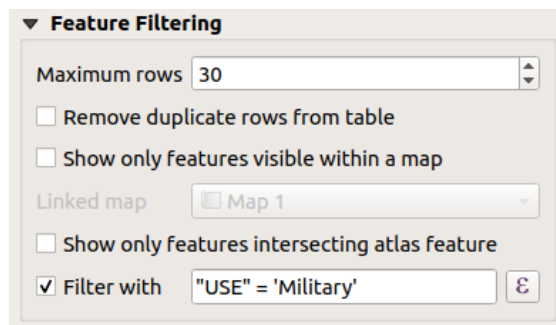 Feature Filtering
Maximum rows 30
Remove duplicate rows from table
Show only features visible within a map
Linked map Map 1
Show only features intersecting atlas feature
Filter with "USE" = 'Military' ε